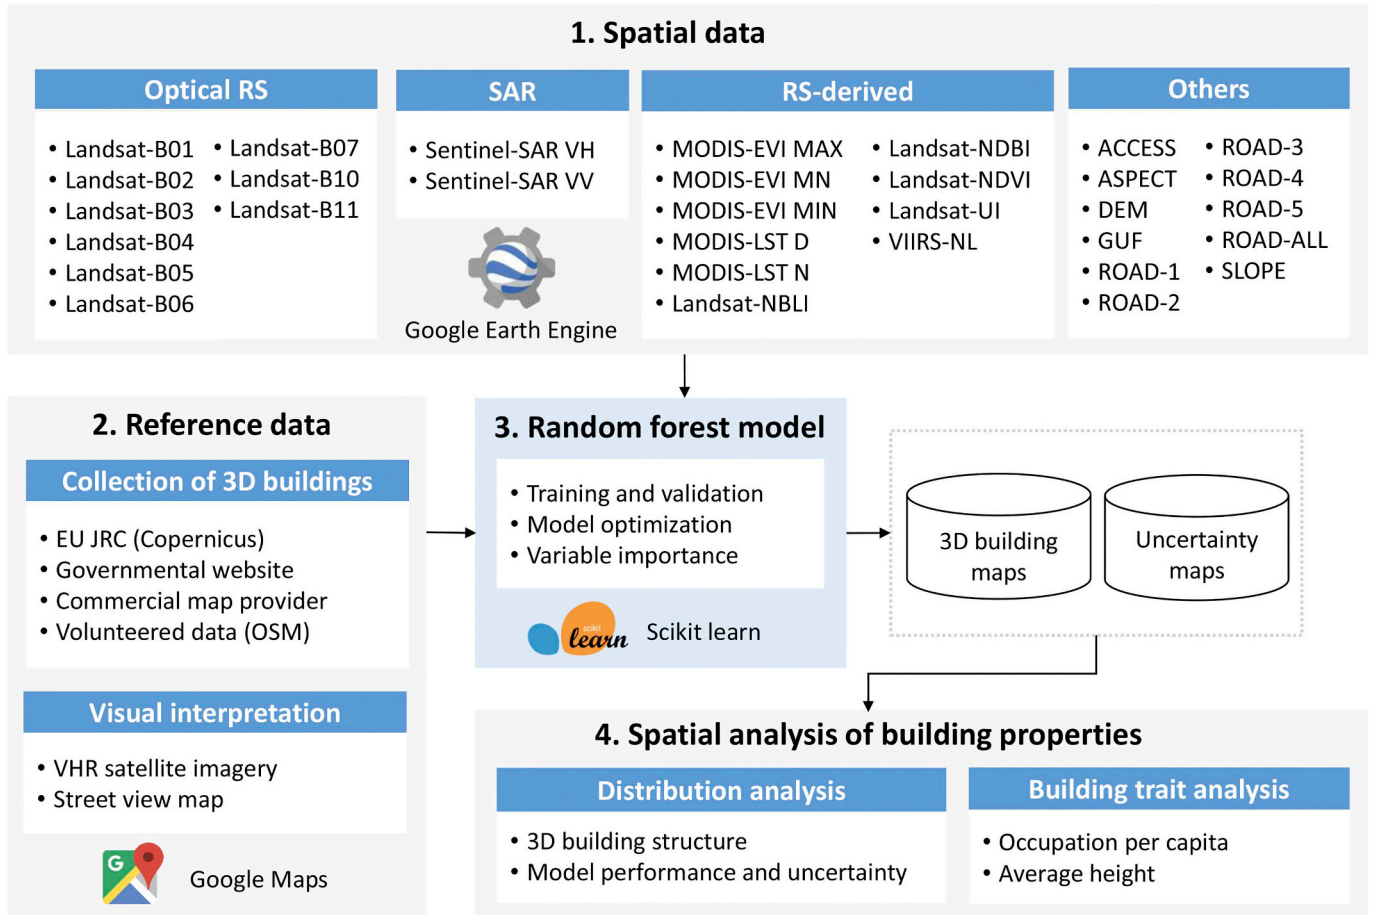 1. Spatial data
Optical RS
• Landsat-B01
• Landsat-B02
• Landsat-B03
• Landsat-B04
• Landsat-B05
• Landsat-B06
• Landsat-B07
• Landsat-B10
• Landsat-B11
SAR
• Sentinel-SAR VH
• Sentinel-SAR VV
Google Earth Engine
RS-derived
• MODIS-EVI MAX
• MODIS-EVI MN
• MODIS-EVI MIN
• MODIS-LST D
• MODIS-LST N
• Landsat-NBLI
• Landsat-NDBI
• Landsat-NDVI
• Landsat-UI
• VIIRS-NL
Others
• ACCESS
• ASPECT
• DEM
• GUF
• ROAD-1
• ROAD-2
• ROAD-3
• ROAD-4
• ROAD-5
• ROAD-ALL
• SLOPE
2. Reference data
Collection of 3D buildings
• EU JRC (Copernicus)
• Governmental website
• Commercial map provider
• Volunteered data (OSM)
Visual interpretation
• VHR satellite imagery
• Street view map
G
Google Maps
3. Random forest model
• Training and validation
• Model optimization
• Variable importance
scikit
learn
Scikit learn
3D building
maps
Uncertainty
maps
4. Spatial analysis of building properties
Distribution analysis
• 3D building structure
• Model performance and uncertainty
Building trait analysis
• Occupation per capita
• Average height